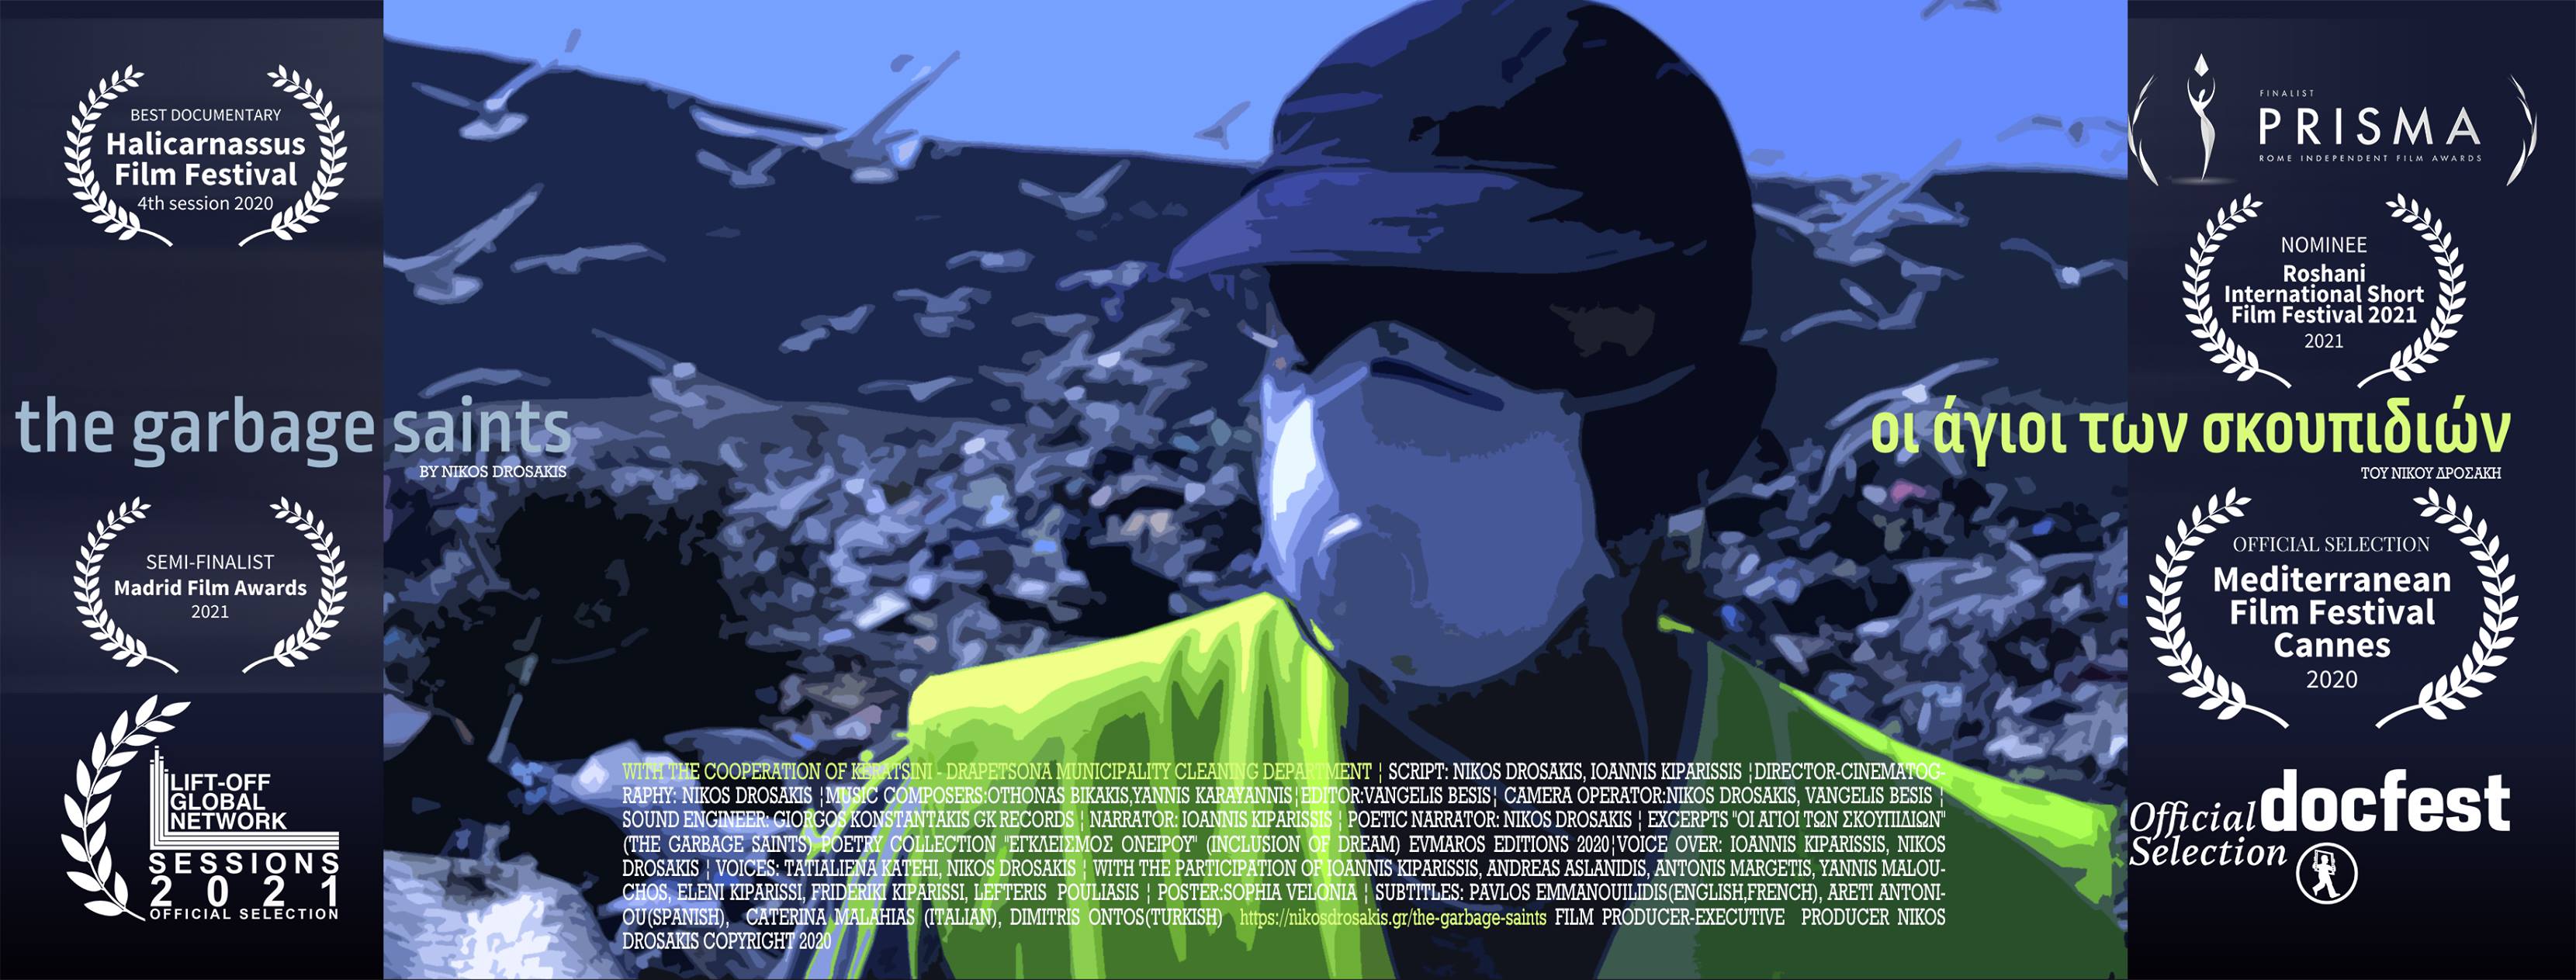 BEST DOCUMENTARY
Halicarnassus
Film Festival
4th session 2020
the garbage saints
BY NIKOS DROSAKIS
SEMI-FINALIST
Madrid Film Awards
2021
LIFT-OFF
GLOBAL
NETWORK
SESSIONS
2021
OFFICIAL SELECTION
FINALIST
PRISMA
ROME INDEPENDENT FILM AWARDS
NOMINEE
Roshani
International Short
Film Festival 2021
2021
οι άγιοι των σκουπιδιών
ΤΟΥ ΝΙΚΟΥ ΔΡΟΣΑΚΗ
OFFICIAL SELECTION
Mediterranean
Film Festival
Cannes
2020
Official
Selection
docfest
WITH THE COOPERATION OF KERATSINI - DRAPETSONA MUNICIPALITY CLEANING DEPARTMENT ¦ SCRIPT: NIKOS DROSAKIS, IOANNIS KIPARISSIS ¦DIRECTOR-CINEMATOG-
RAPHY: NIKOS DROSAKIS ¦MUSIC COMPOSERS:OTHONAS BIKAKIS,YANNIS KARAYANNIS¦EDITOR:VANGELIS BESIS¦ CAMERA OPERATOR:NIKOS DROSAKIS, VANGELIS BESIS ¦
SOUND ENGINEER: GIORGOS KONSTANTAKIS GK RECORDS ¦ NARRATOR: IOANNIS KIPARISSIS ¦ POETIC NARRATOR: NIKOS DROSAKIS ¦ EXCERPTS "ΟΙ ΑΓΙΟΙ ΤΩΝ ΣΚΟΥΠΙΔΙΩΝ"
(THE GARBAGE SAINTS) POETRY COLLECTION "ΕΓΚΛΕΙΣΜΟΣ ΟΝΕΙΡΟΥ" (INCLUSION OF DREAM) EVMAROS EDITIONS 2020¦VOICE OVER: IOANNIS KIPARISSIS, NIKOS
DROSAKIS ¦ VOICES: TATIALIENA KATEHI, NIKOS DROSAKIS ¦ WITH THE PARTICIPATION OF IOANNIS KIPARISSIS, ANDREAS ASLANIDIS, ANTONIS MARGETIS, YANNIS MALOU-
CHOS, ELENI KIPARISSI, FRIDERIKI KIPARISSI, LEFTERIS POULIASIS ¦ POSTER:SOPHIA VELONIA ¦ SUBTITLES: PAVLOS EMMANOUILIDIS(ENGLISH,FRENCH), ARETI ANTONI-
OU(SPANISH), CATERINA MALAHIAS (ITALIAN), DIMITRIS ONTOS(TURKISH) https://nikosdrosakis.gr/the-garbage-saints FILM PRODUCER-EXECUTIVE PRODUCER NIKOS
DROSAKIS COPYRIGHT 2020